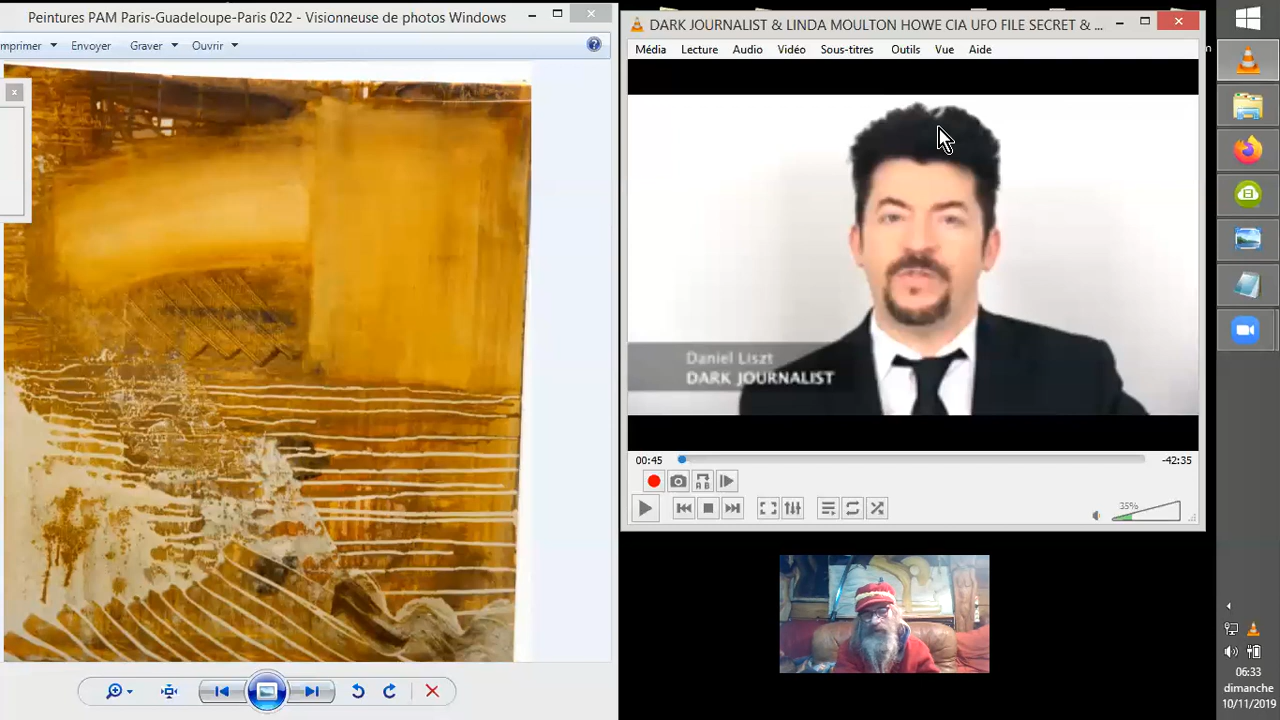 Peintures PAM Paris-Guadeloupe-Paris 022 - Visionneuse de photos Windows
mprimer Envoyer Graver Ouvrir
DARK JOURNALIST & LINDA MOULTON HOWE CIA UFO FILE SECRET & ...
Média Lecture Audio Vidéo Sous-titres Outils Vue Aide
Daniel Liszt
DARK JOURNALIST
00:45 -42:35
35%
06:33
dimanche
10/11/2019